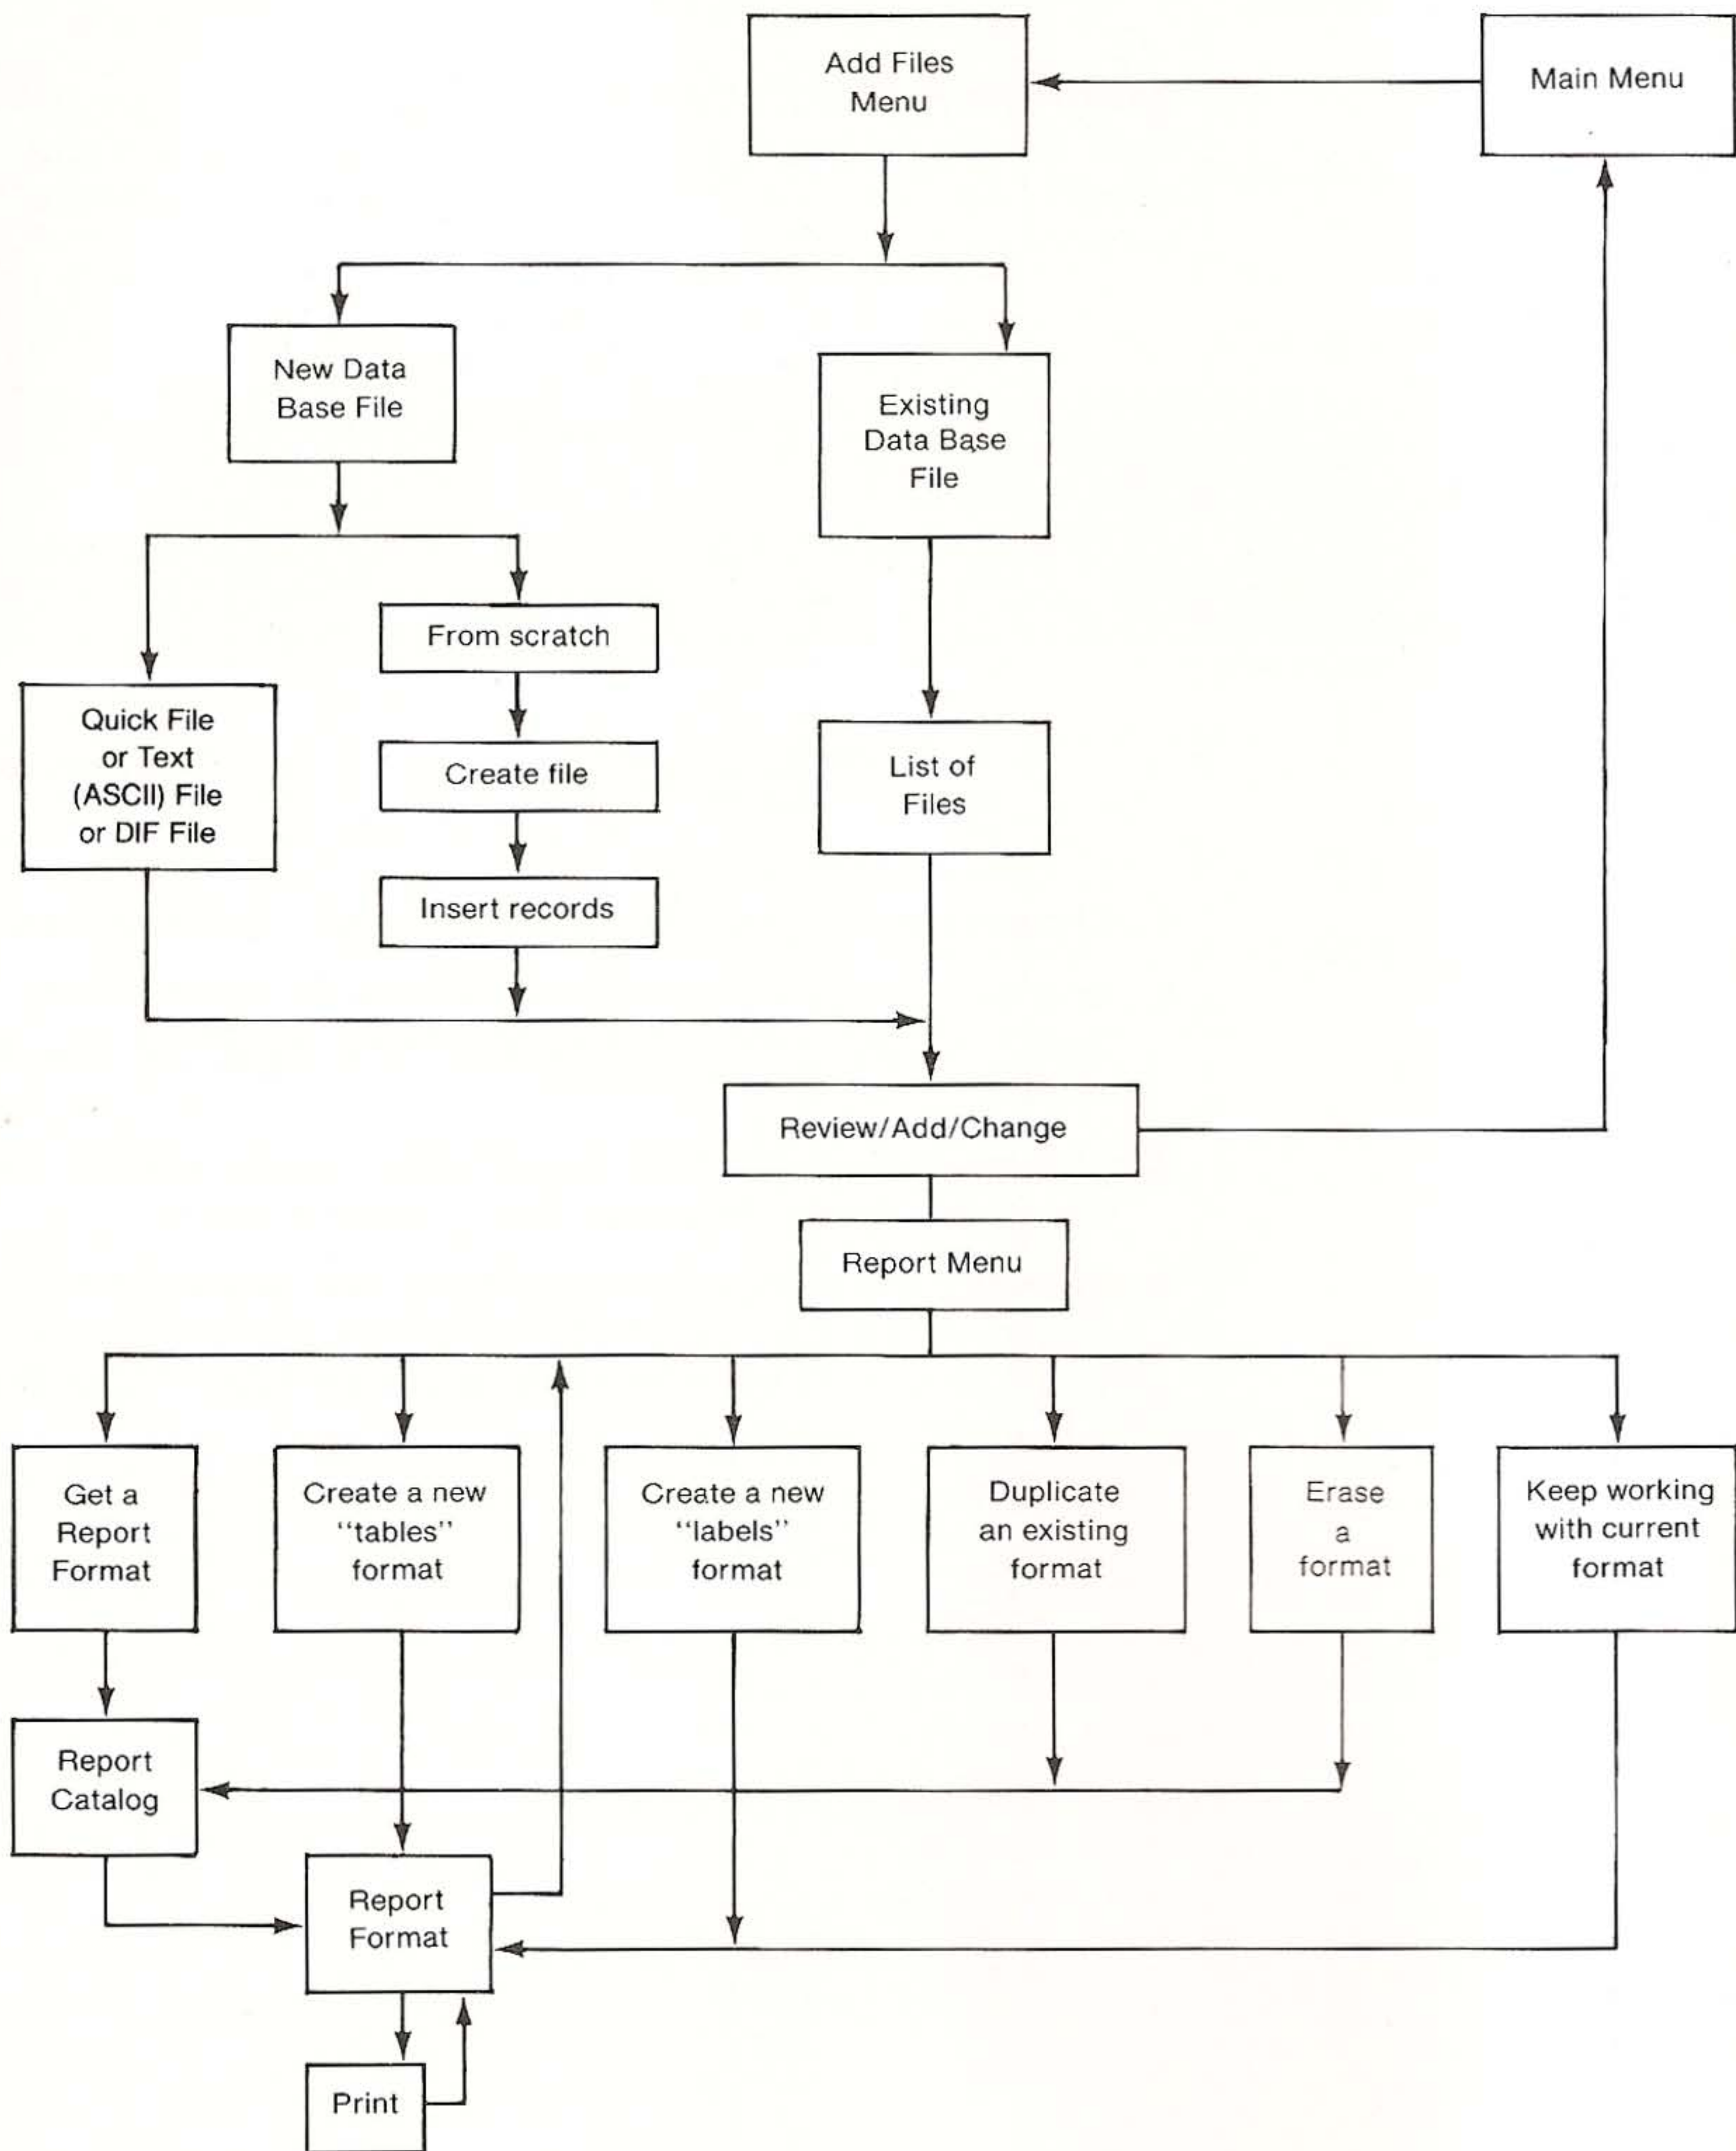 Add Files
Menu
Main Menu
New Data
Base File
Existing
Data Base
File
From scratch
Quick File
or Text
(ASCII) File
or DIF File
Create file
List of
Files
Insert records
Review/Add/Change
Report Menu
Get a
Report
Format
Create a new
“tables”
format
Create a new
“labels”
format
Duplicate
an existing
format
Erase
a
format
Keep working
with current
format
Report
Catalog
Report
Format
Print